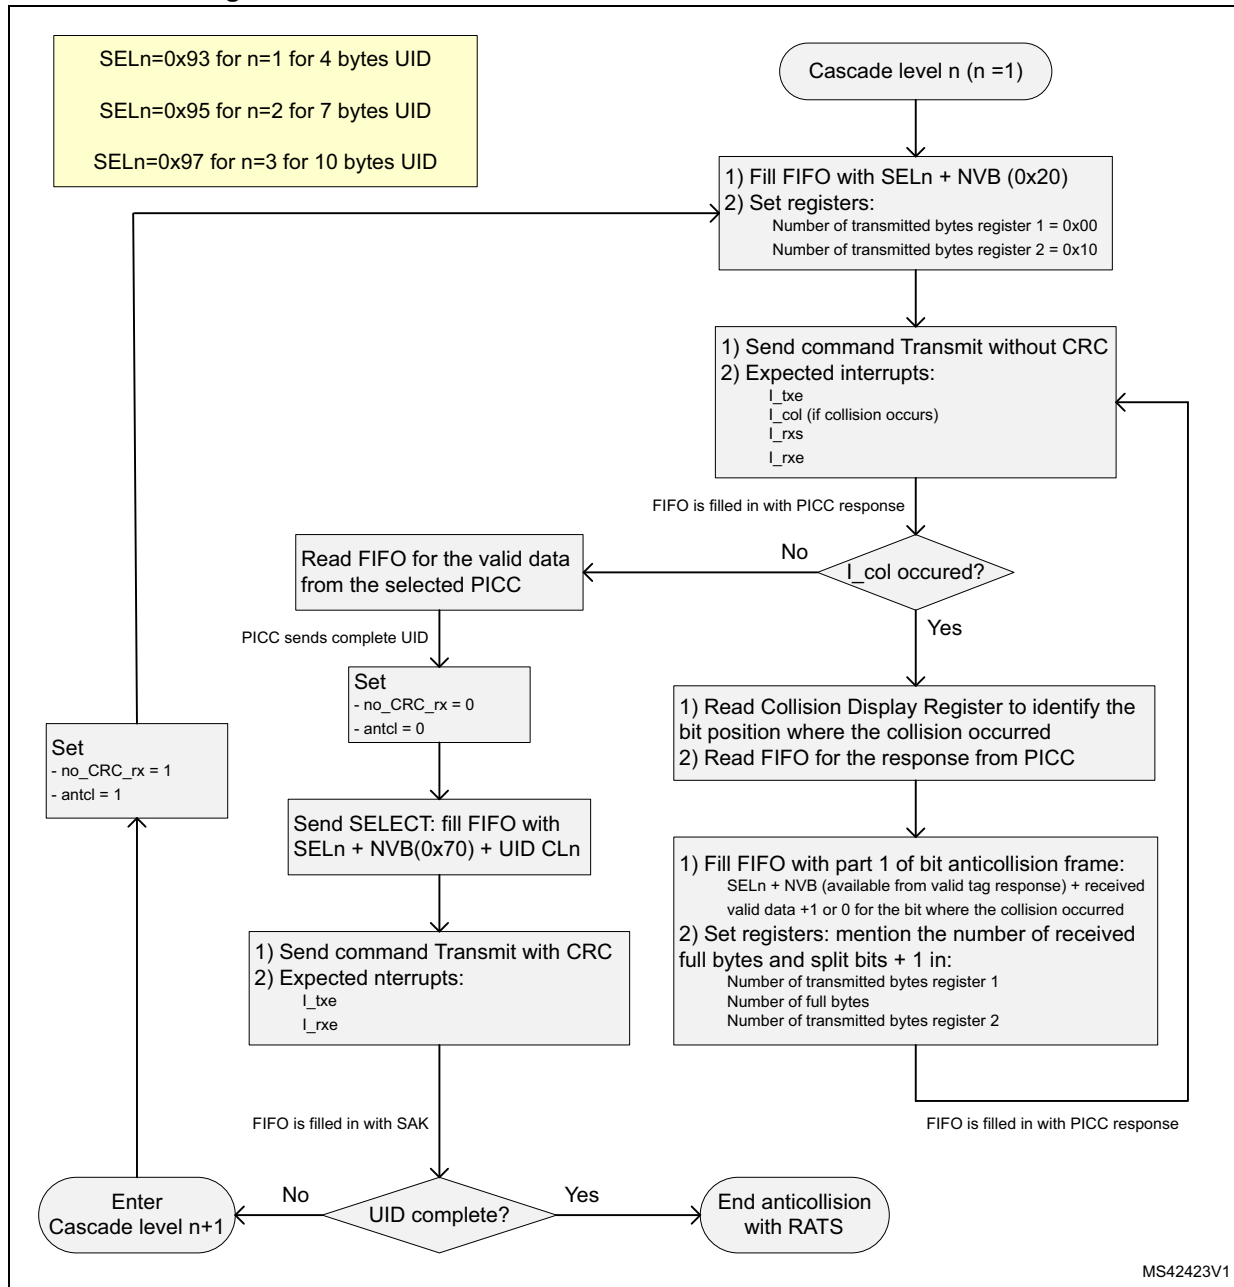 SELn=0x93 for n=1 for 4 bytes UID
SELn=0x95 for n=2 for 7 bytes UID
SELn=0x97 for n=3 for 10 bytes UID
Cascade level n (n =1)
1) Fill FIFO with SELn + NVB (0x20)
2) Set registers:
Number of transmitted bytes register 1 = 0x00
Number of transmitted bytes register 2 = 0x10
1) Send command Transmit without CRC
2) Expected interrupts:
I_txe
I_col (if collision occurs)
I_rxs
I_rxe
FIFO is filled in with PICC response
I_col occured?
No
Yes
Read FIFO for the valid data
from the selected PICC
PICC sends complete UID
Set
- no_CRC_rx = 0
- antcl = 0
1) Read Collision Display Register to identify the
bit position where the collision occurred
2) Read FIFO for the response from PICC
Set
- no_CRC_rx = 1
- antcl = 1
Send SELECT: fill FIFO with
SELn + NVB(0x70) + UID CLn
1) Fill FIFO with part 1 of bit anticollision frame:
SELn + NVB (available from valid tag response) + received
valid data +1 or 0 for the bit where the collision occurred
2) Set registers: mention the number of received
full bytes and split bits + 1 in:
Number of transmitted bytes register 1
Number of full bytes
Number of transmitted bytes register 2
1) Send command Transmit with CRC
2) Expected nterrupts:
I_txe
I_rxe
FIFO is filled in with SAK
FIFO is filled in with PICC response
UID complete?
No
Yes
Enter
Cascade level n+1
End anticollision
with RATS
MS42423V1